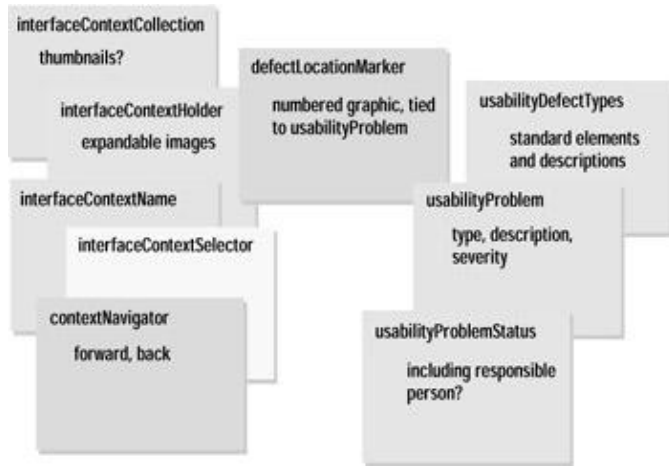 interfaceContextCollection
thumbnails?
interfaceContextHolder
expandable images
interfaceContextName
interfaceContextSelector
contextNavigator
forward, back
defectLocationMarker
numbered graphic, tied
to usabilityProblem
usabilityDefectTypes
standard elements
and descriptions
usabilityProblem
type, description,
severity
usabilityProblemStatus
including responsible
person?